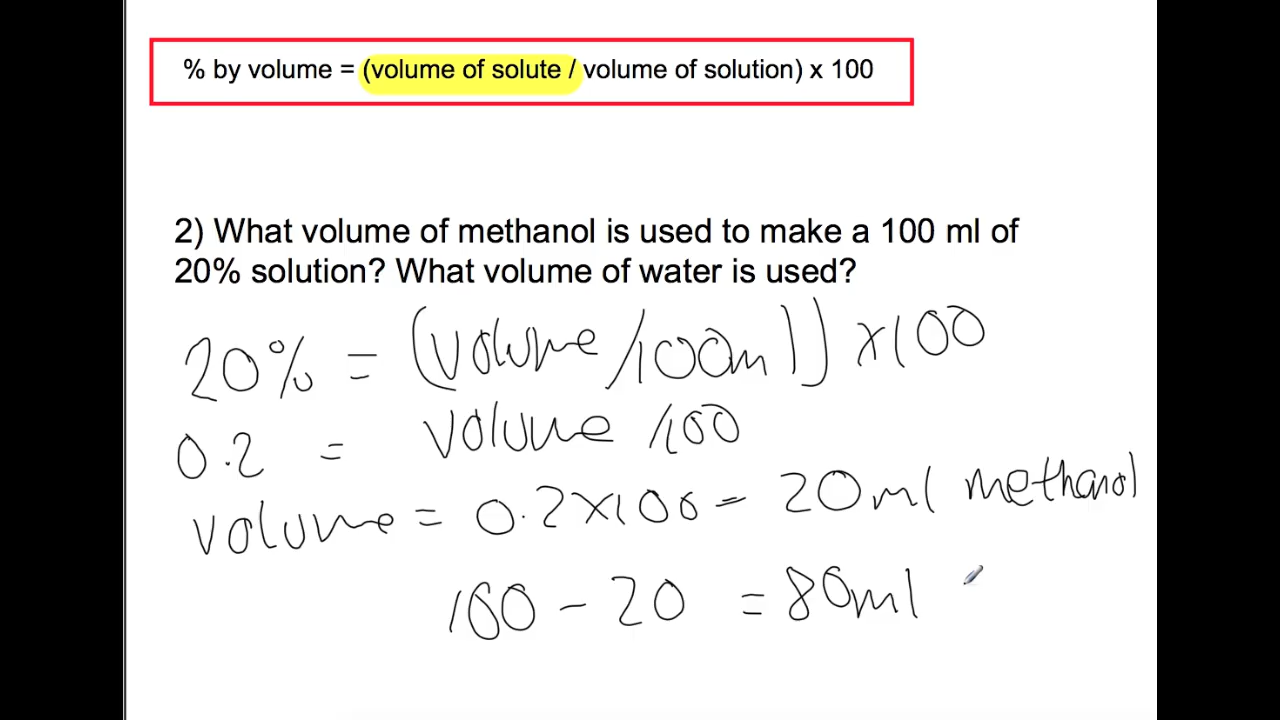 % by volume = (volume of solute / volume of solution) x 100
2) What volume of methanol is used to make a 100 ml of
20% solution? What volume of water is used?
20% = (volume/100ml) x100
0.2 = volume /100
volume = 0.2x100 = 20ml methanol
100 - 20 = 80ml